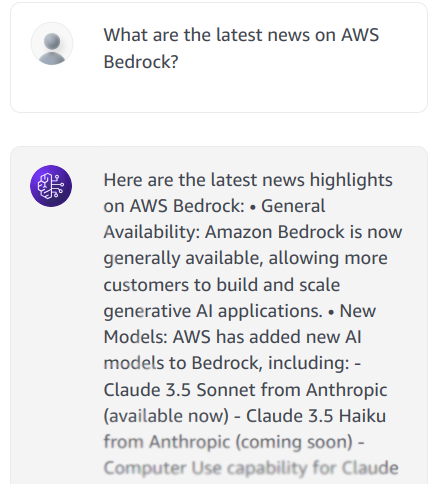 What are the latest news on AWS
Bedrock?
Here are the latest news highlights
on AWS Bedrock: • General
Availability: Amazon Bedrock is now
generally available, allowing more
customers to build and scale
generative AI applications. • New
Models: AWS has added new AI
models to Bedrock, including: -
Claude 3.5 Sonnet from Anthropic
(available now) - Claude 3.5 Haiku
from Anthropic (coming soon) -
Computer Use capability for Claude